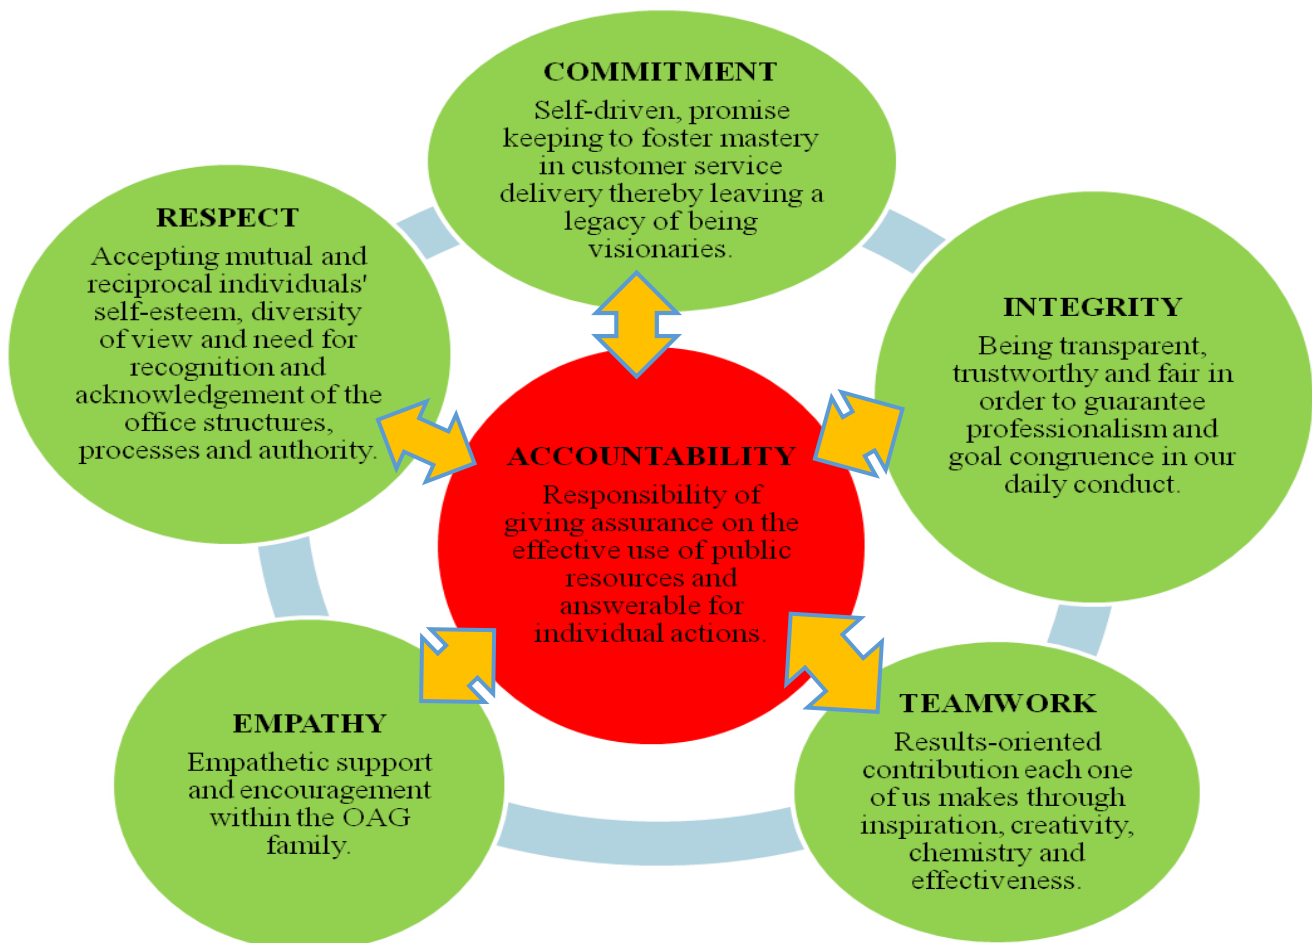 COMMITMENT
Self-driven, promise
keeping to foster mastery
in customer service
delivery thereby leaving a
legacy of being
visionaries.
RESPECT
Accepting mutual and
reciprocal individuals'
self-esteem, diversity
of view and need for
recognition and
acknowledgement of the
office structures,
processes and authority.
INTEGRITY
Being transparent,
trustworthy and fair in
order to guarantee
professionalism and
goal congruence in our
daily conduct.
ACCOUNTABILITY
Responsibility of
giving assurance on the
effective use of public
resources and
answerable for
individual actions.
EMPATHY
Empathetic support
and encouragement
within the OAG
family.
TEAMWORK
Results-oriented
contribution each one
of us makes through
inspiration, creativity,
chemistry and
effectiveness.